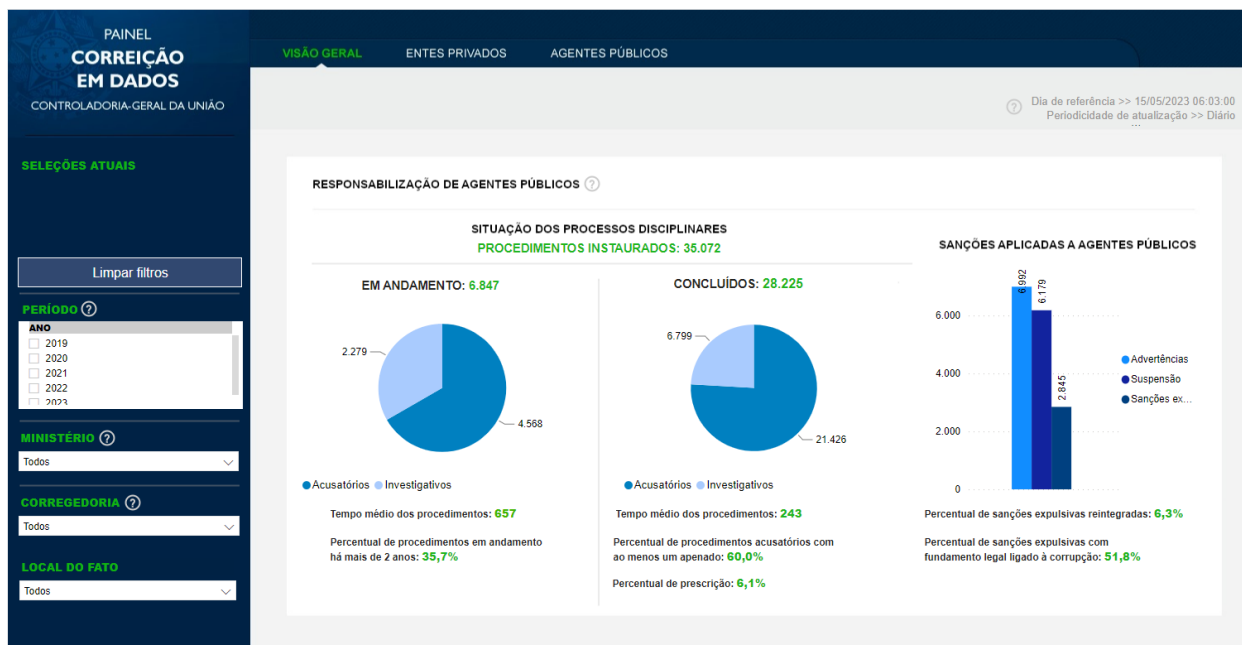 PAINEL
CORREIÇÃO
EM DADOS
CONTROLADORIA-GERAL DA UNIÃO
VISÃO GERAL ENTES PRIVADOS AGENTES PÚBLICOS
? Dia de referência >> 15/05/2023 06:03:00
Periodicidade de atualização >> Diário
...
SELEÇÕES ATUAIS
Limpar filtros
PERÍODO ?
ANO
2019
2020
2021
2022
2023
MINISTÉRIO ?
Todos
CORREGEDORIA ?
Todos
LOCAL DO FATO
Todos
RESPONSABILIZAÇÃO DE AGENTES PÚBLICOS ?
SITUAÇÃO DOS PROCESSOS DISCIPLINARES
PROCEDIMENTOS INSTAURADOS: 35.072
EM ANDAMENTO: 6.847
2.279
4.568
Acusatórios Investigativos
Tempo médio dos procedimentos: 657
Percentual de procedimentos em andamento
há mais de 2 anos: 35,7%
CONCLUÍDOS: 28.225
6.799
21.426
Acusatórios Investigativos
Tempo médio dos procedimentos: 243
Percentual de procedimentos acusatórios com
ao menos um apenado: 60,0%
Percentual de prescrição: 6,1%
SANÇÕES APLICADAS A AGENTES PÚBLICOS
6.992
6.179
2.845
6.000
4.000
2.000
0
Advertências
Suspensão
Sanções ex...
Percentual de sanções expulsivas reintegradas: 6,3%
Percentual de sanções expulsivas com
fundamento legal ligado à corrupção: 51,8%